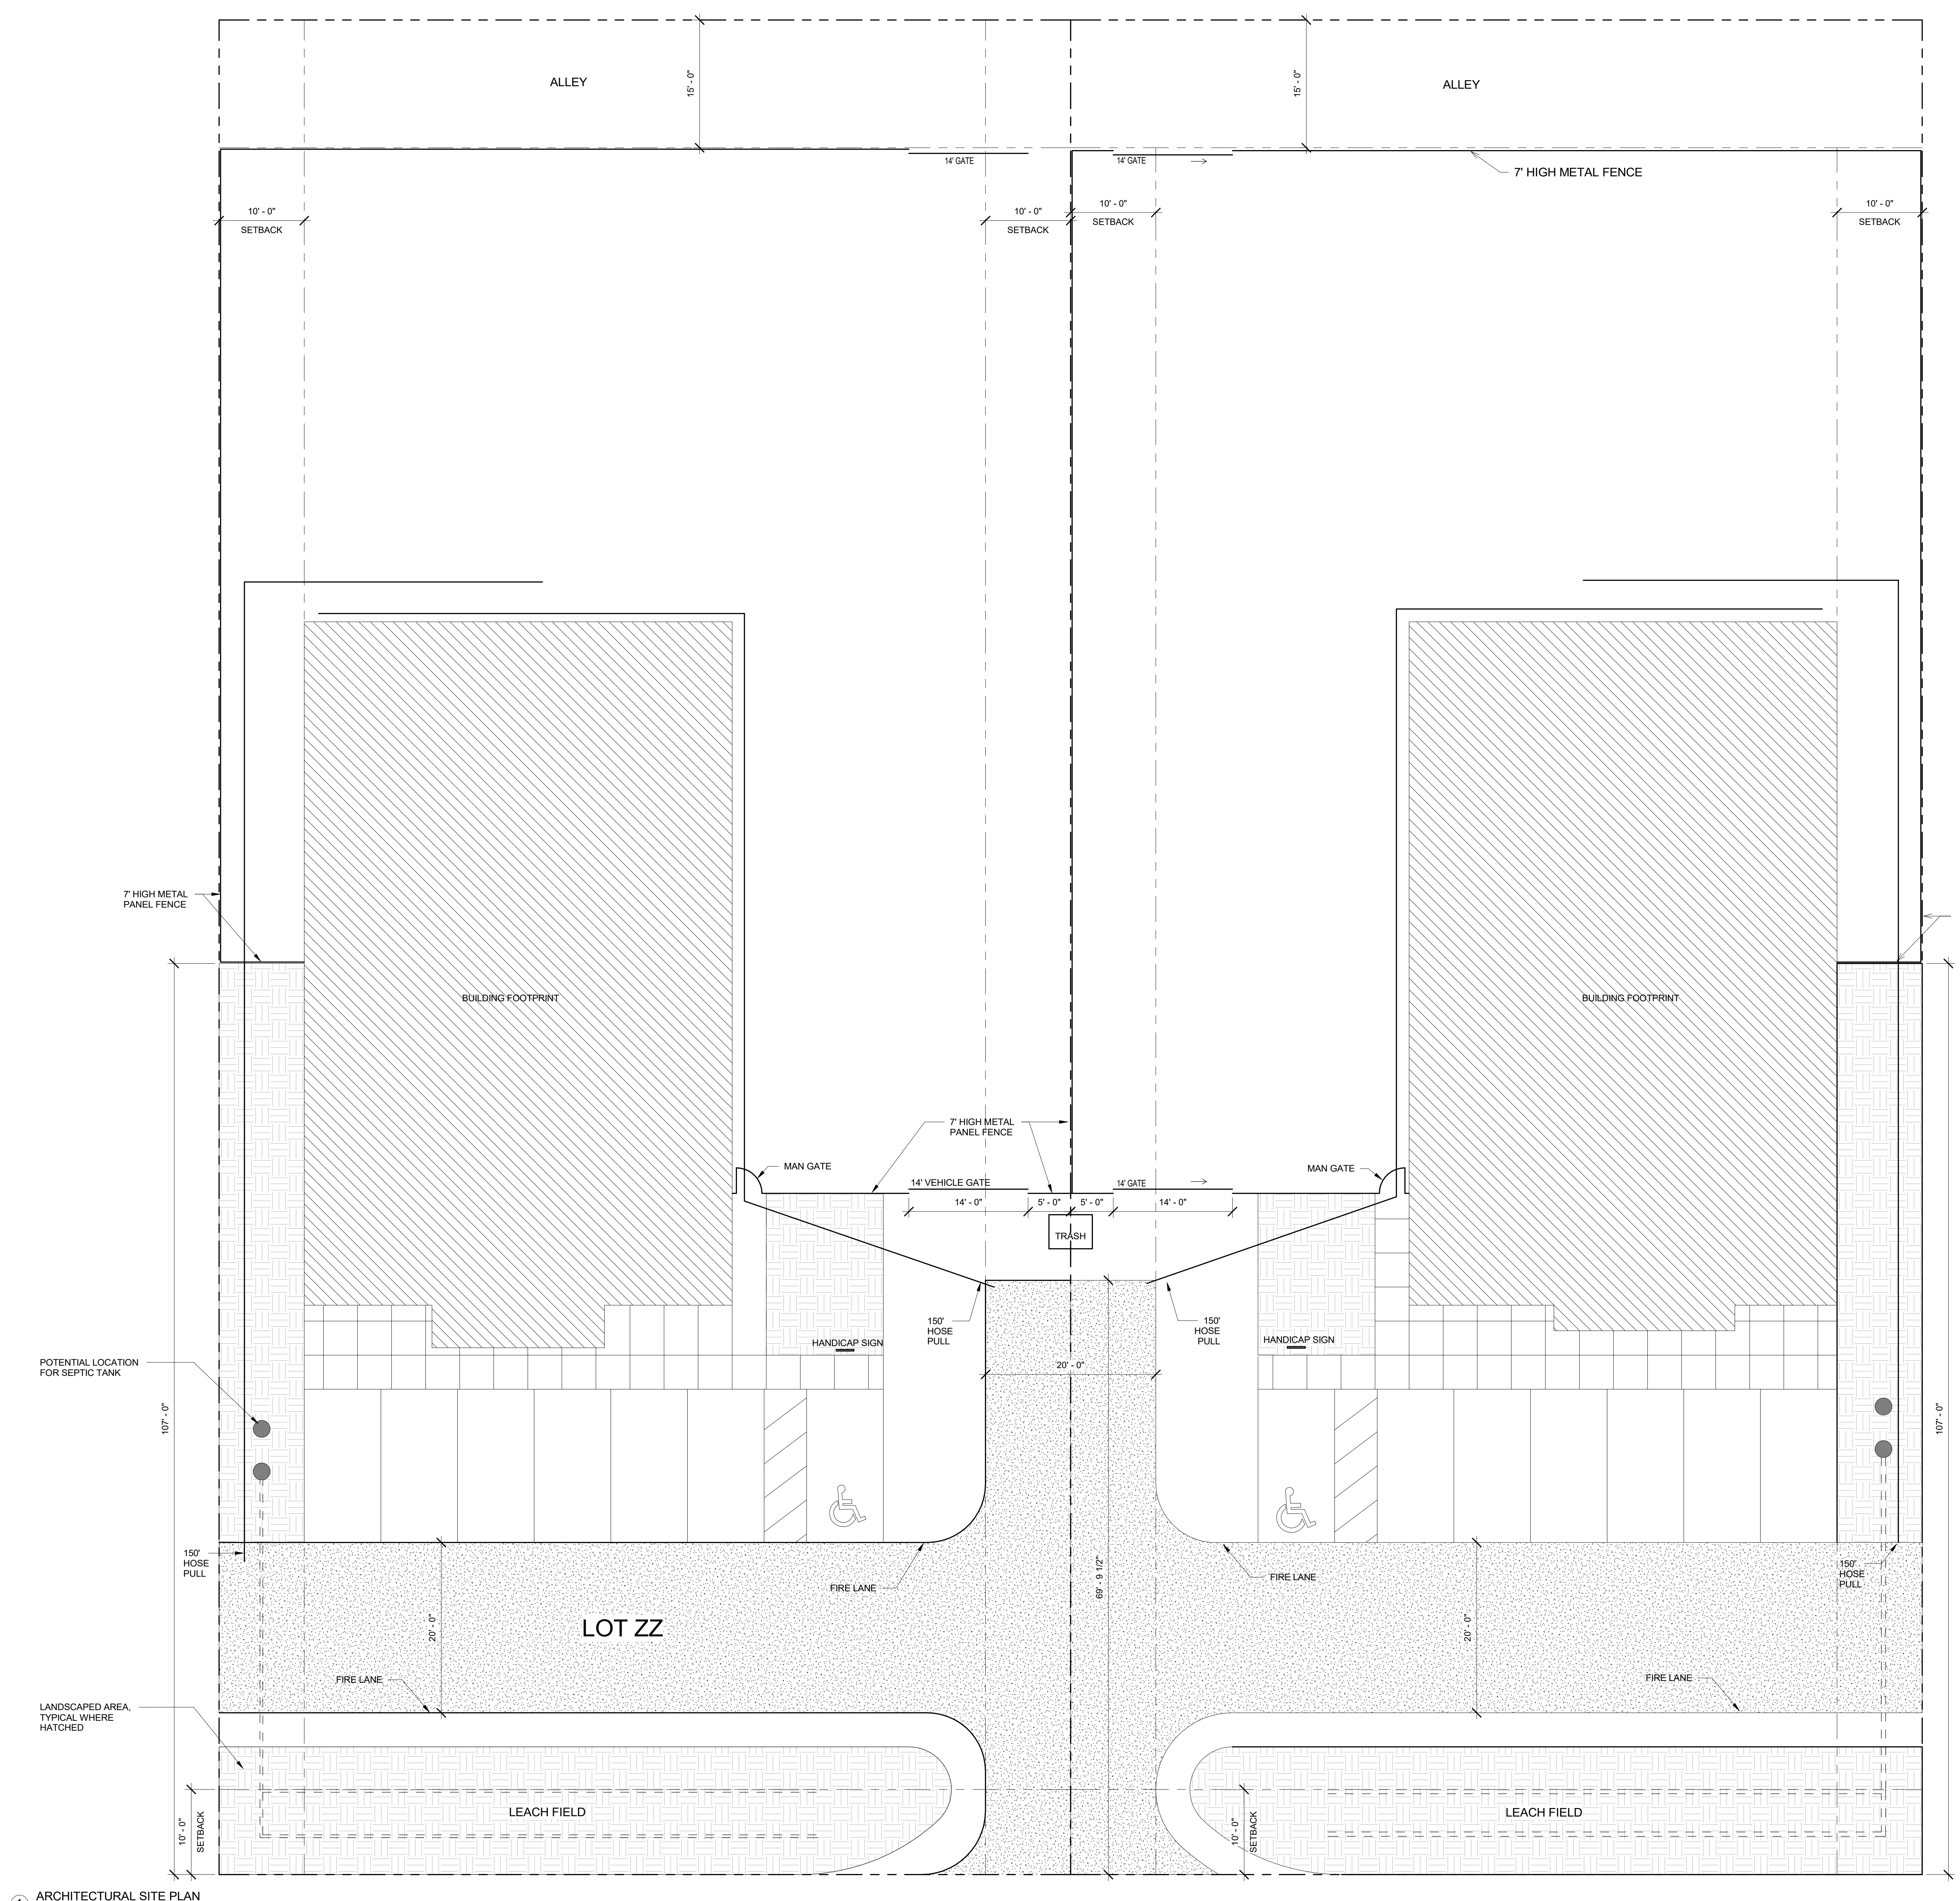 ALLEY
ALLEY
15' - 0"
15' - 0"
14' GATE
14' GATE
7' HIGH METAL FENCE
10' - 0"
SETBACK
10' - 0"
SETBACK
10' - 0"
SETBACK
10' - 0"
SETBACK
7' HIGH METAL
PANEL FENCE
BUILDING FOOTPRINT
BUILDING FOOTPRINT
7' HIGH METAL
PANEL FENCE
MAN GATE
MAN GATE
14' VEHICLE GATE
14' GATE
14' - 0"
5' - 0"
5' - 0"
14' - 0"
TRASH
150'
HOSE
PULL
150'
HOSE
PULL
HANDICAP SIGN
HANDICAP SIGN
POTENTIAL LOCATION
FOR SEPTIC TANK
20' - 0"
107' - 0"
107' - 0"
150'
HOSE
PULL
150'
HOSE
PULL
FIRE LANE
FIRE LANE
69' - 9 1/2"
LOT ZZ
20' - 0"
20' - 0"
FIRE LANE
FIRE LANE
LANDSCAPED AREA,
TYPICAL WHERE
HATCHED
LEACH FIELD
LEACH FIELD
10' - 0"
SETBACK
10' - 0"
SETBACK
ARCHITECTURAL SITE PLAN